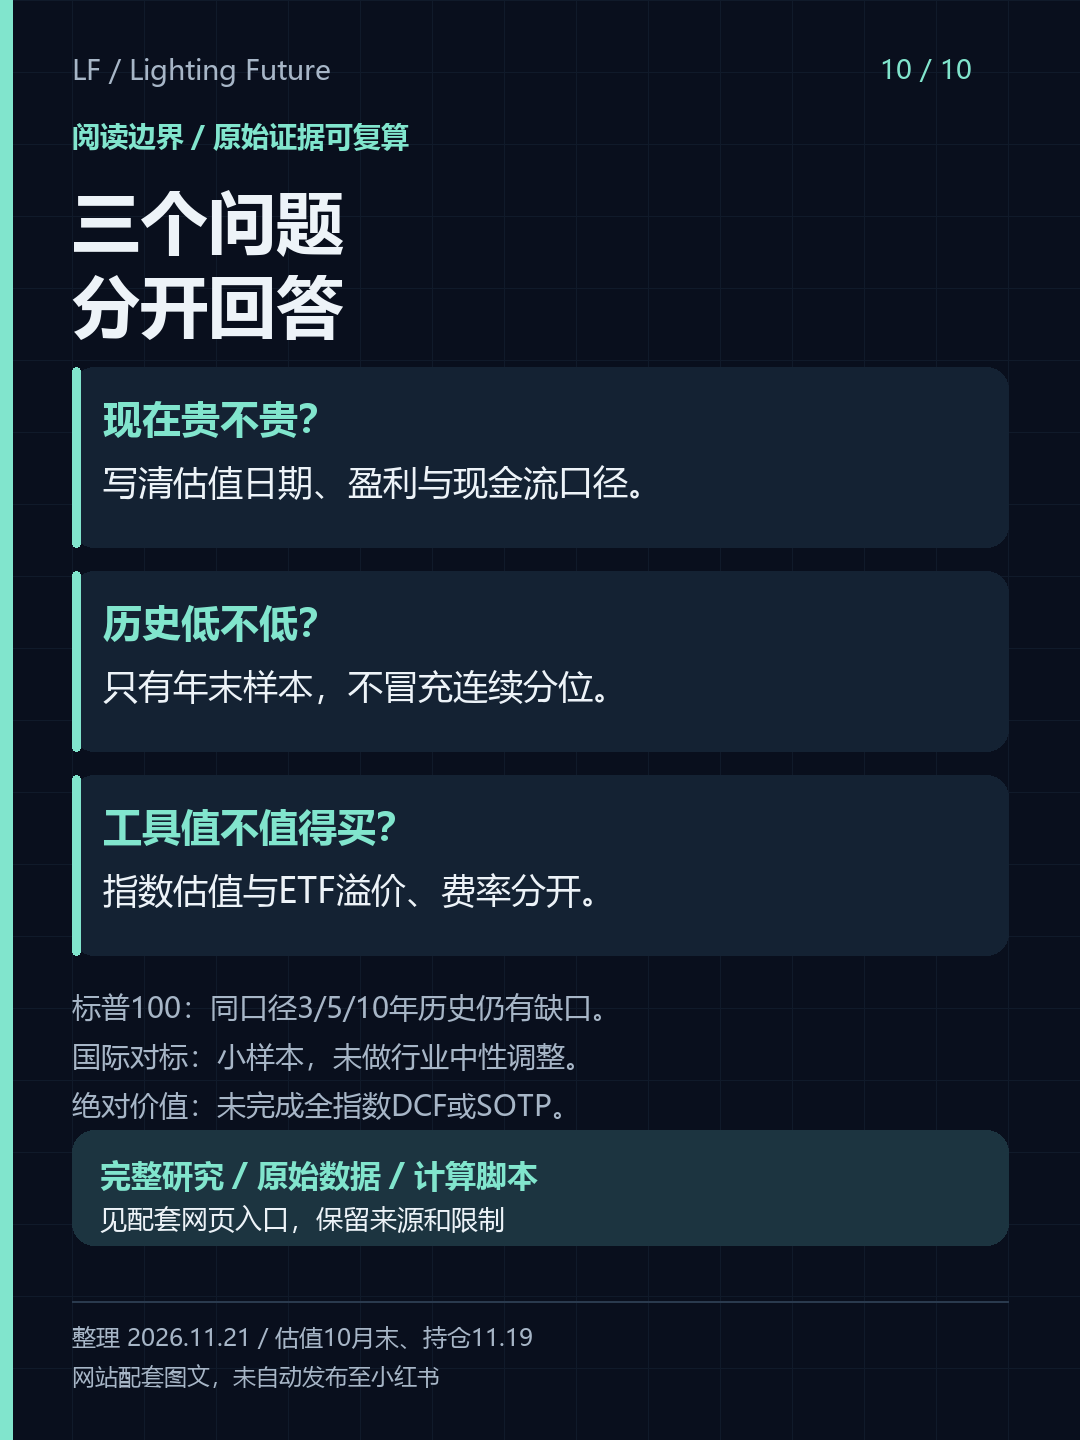 LF / Lighting Future
10 / 10
阅读边界 / 原始证据可复算
三个问题
分开回答
现在贵不贵？
写清估值日期、盈利与现金流口径。
历史低不低？
只有年末样本，不冒充连续分位。
工具值不值得买？
指数估值与ETF溢价、费率分开。
标普100：同口径3/5/10年历史仍有缺口。
国际对标：小样本，未做行业中性调整。
绝对价值：未完成全指数DCF或SOTP。
完整研究 / 原始数据 / 计算脚本
见配套网页入口，保留来源和限制
整理 2026.11.21 / 估值10月末、持仓11.19
网站配套图文，未自动发布至小红书